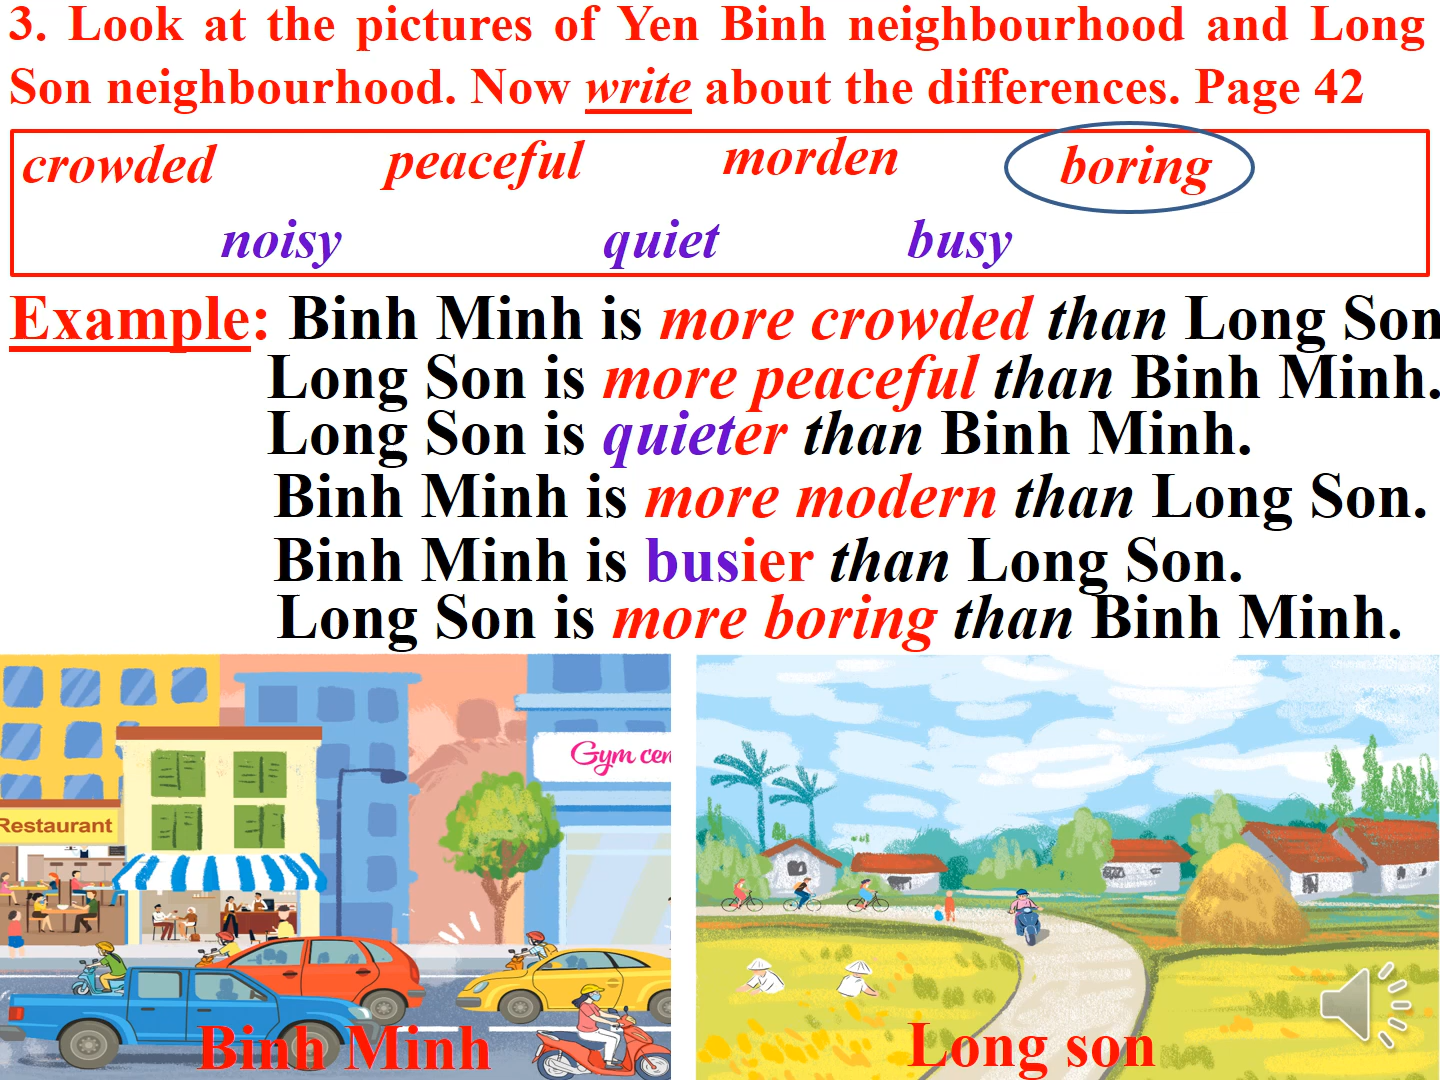 3. Look at the pictures of Yen Binh neighbourhood and Long
Son neighbourhood. Now write about the differences. Page 42
crowded peaceful morden boring
noisy quiet busy
Example: Binh Minh is more crowded than Long Son
Long Son is more peaceful than Binh Minh.
Long Son is quieter than Binh Minh.
Binh Minh is more modern than Long Son.
Binh Minh is busier than Long Son.
Long Son is more boring than Binh Minh.
Gym cen
Restaurant
Binh Minh
Long son